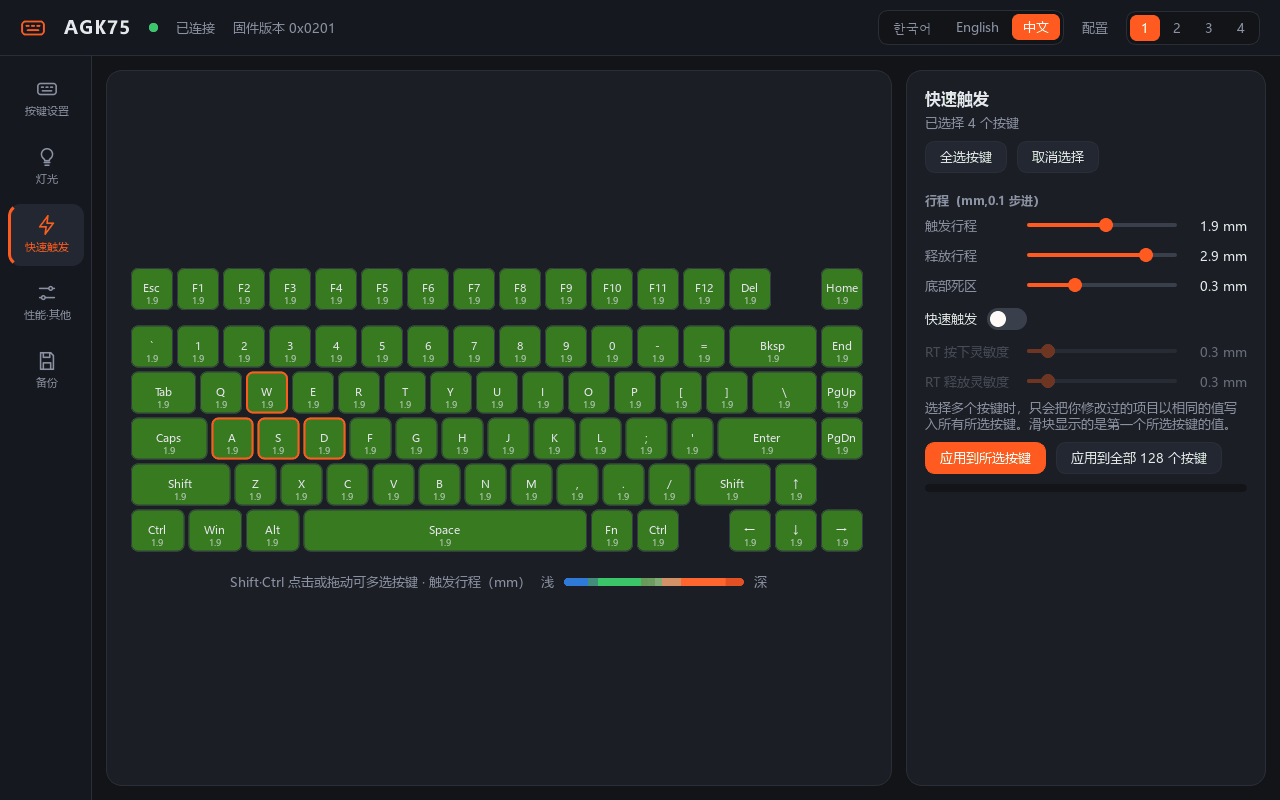 AGK75 已连接 固件版本 0x0201 한국어 English 中文 配置 1 2 3 4
按键设置
灯光
快速触发
性能·其他
备份
Esc F1 F2 F3 F4 F5 F6 F7 F8 F9 F10 F11 F12 Del Home
1.9 1.9 1.9 1.9 1.9 1.9 1.9 1.9 1.9 1.9 1.9 1.9 1.9 1.9 1.9
` 1 2 3 4 5 6 7 8 9 0 - = Bksp End
1.9 1.9 1.9 1.9 1.9 1.9 1.9 1.9 1.9 1.9 1.9 1.9 1.9 1.9 1.9
Tab Q W E R T Y U I O P [ ] \ PgUp
1.9 1.9 1.9 1.9 1.9 1.9 1.9 1.9 1.9 1.9 1.9 1.9 1.9 1.9 1.9
Caps A S D F G H J K L ; ' Enter PgDn
1.9 1.9 1.9 1.9 1.9 1.9 1.9 1.9 1.9 1.9 1.9 1.9 1.9 1.9
Shift Z X C V B N M , . / Shift ↑
1.9 1.9 1.9 1.9 1.9 1.9 1.9 1.9 1.9 1.9 1.9 1.9 1.9
Ctrl Win Alt Space Fn Ctrl ← ↓ →
1.9 1.9 1.9 1.9 1.9 1.9 1.9 1.9 1.9
Shift·Ctrl 点击或拖动可多选按键 · 触发行程（mm） 浅 深
快速触发
已选择 4 个按键
全选按键 取消选择
行程（mm,0.1 步进）
触发行程 1.9 mm
释放行程 2.9 mm
底部死区 0.3 mm
快速触发
RT 按下灵敏度 0.3 mm
RT 释放灵敏度 0.3 mm
选择多个按键时，只会把你修改过的项目以相同的值写
入所有所选按键。滑块显示的是第一个所选按键的值。
应用到所选按键 应用到全部 128 个按键